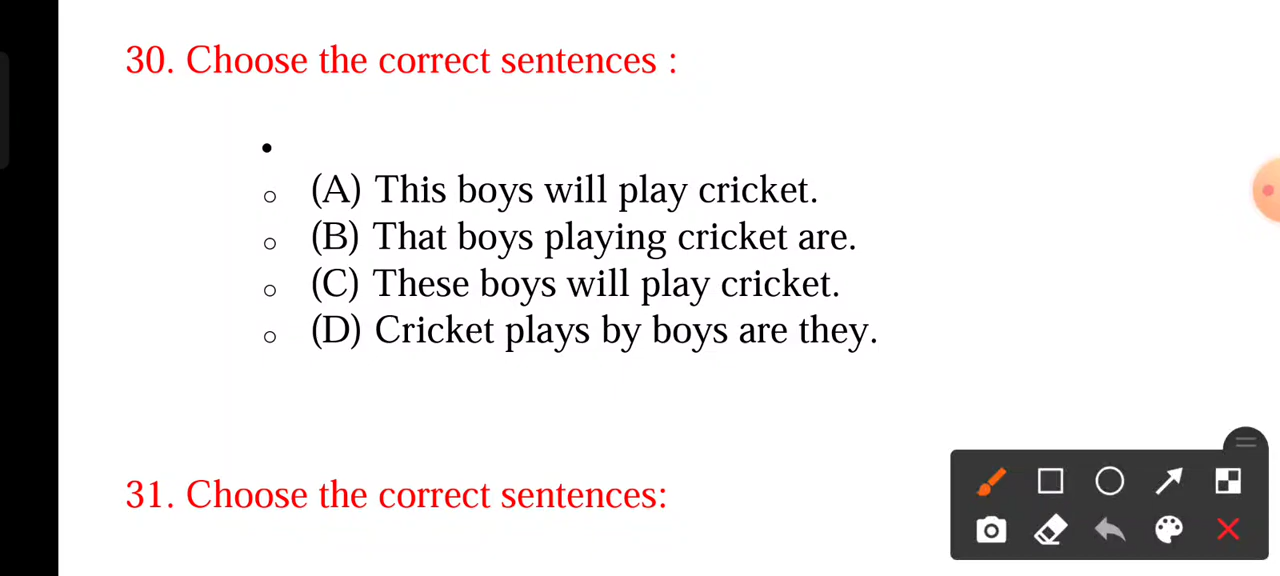 30. Choose the correct sentences :
•
○ (A) This boys will play cricket.
○ (B) That boys playing cricket are.
○ (C) These boys will play cricket.
○ (D) Cricket plays by boys are they.
31. Choose the correct sentences: